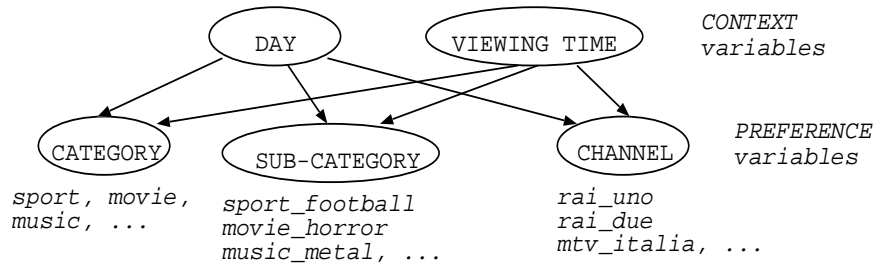 DAY
VIEWING TIME
CONTEXT
variables
CATEGORY
SUB-CATEGORY
CHANNEL
PREFERENCE
variables
sport, movie,
music, ...
sport_football
movie_horror
music_metal, ...
rai_uno
rai_due
mtv_italia, ...